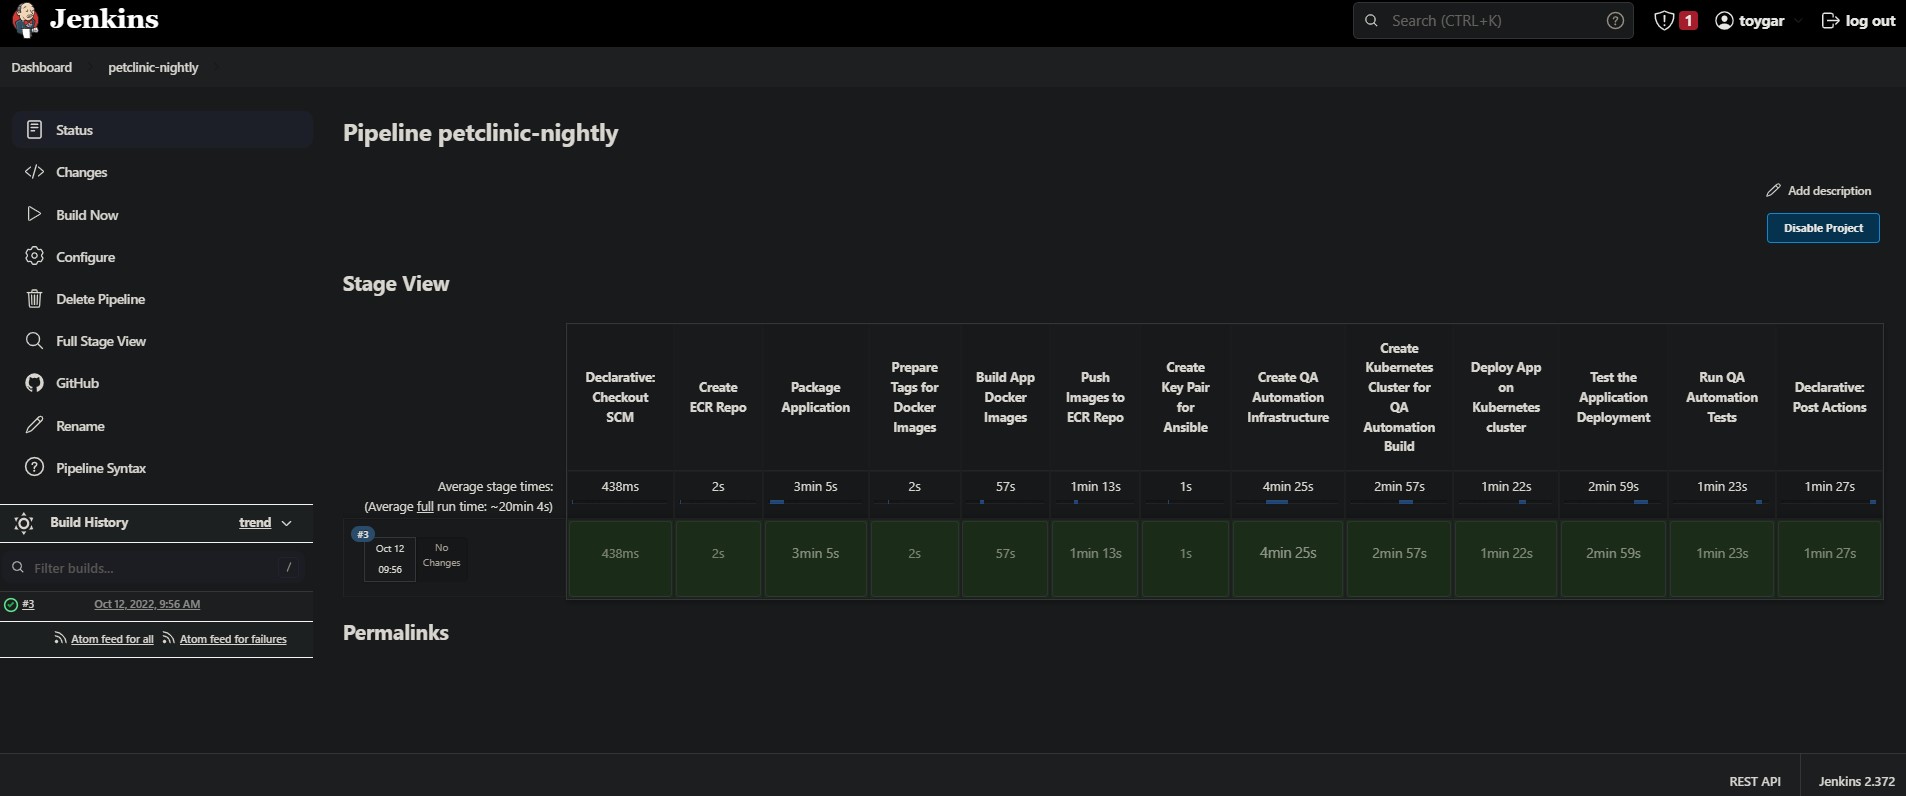 Jenkins
Search (CTRL+K)
?
1
toygar
log out
Dashboard
petclinic-nightly
Status
Changes
Build Now
Configure
Delete Pipeline
Full Stage View
GitHub
Rename
Pipeline Syntax
Build History
trend
Filter builds...
/
#3
Oct 12, 2022, 9:56 AM
Atom feed for all
Atom feed for failures
Pipeline petclinic-nightly
Add description
Disable Project
Stage View
Declarative:
Checkout
SCM
Create
ECR Repo
Package
Application
Prepare
Tags for
Docker
Images
Build App
Docker
Images
Push
Images to
ECR Repo
Create
Key Pair
for
Ansible
Create QA
Automation
Infrastructure
Create
Kubernetes
Cluster for
QA
Automation
Build
Deploy App
on
Kubernetes
cluster
Test the
Application
Deployment
Run QA
Automation
Tests
Declarative:
Post Actions
Average stage times:
(Average full run time: ~20min 4s)
438ms
2s
3min 5s
2s
57s
1min 13s
1s
4min 25s
2min 57s
1min 22s
2min 59s
1min 23s
1min 27s
#3
Oct 12
09:56
No
Changes
438ms
2s
3min 5s
2s
57s
1min 13s
1s
4min 25s
2min 57s
1min 22s
2min 59s
1min 23s
1min 27s
Permalinks
REST API
Jenkins 2.372